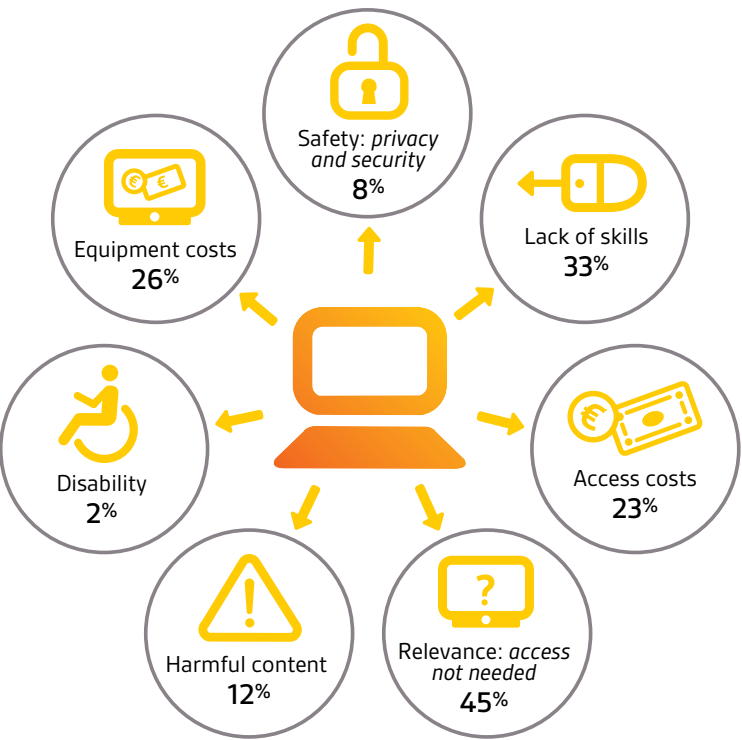 Safety: privacy
and security
8%
Equipment costs
26%
Lack of skills
33%
Disability
2%
Access costs
23%
Harmful content
12%
?
Relevance: access
not needed
45%